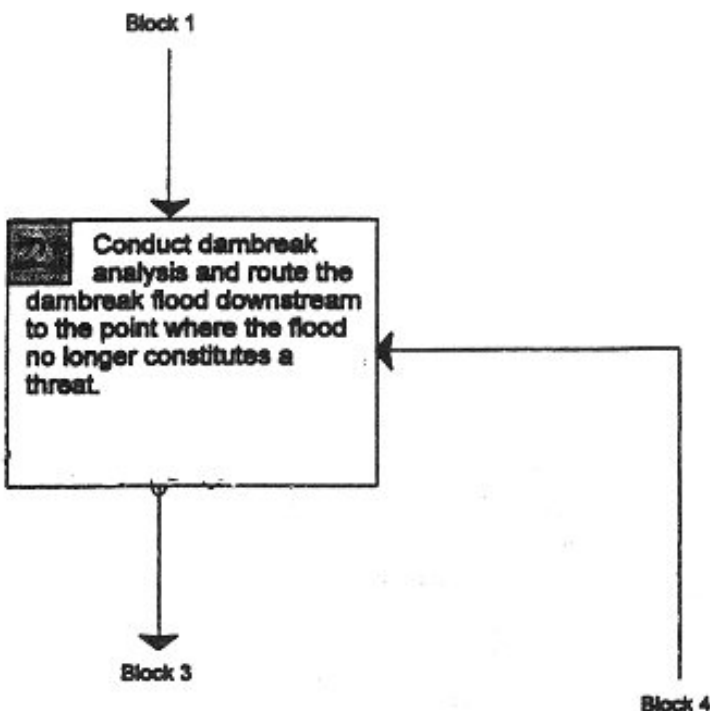 Block 1
Conduct dambreak
analysis and route the
dambreak flood downstream
to the point where the flood
no longer constitutes a
threat.
Block 3
Block 4